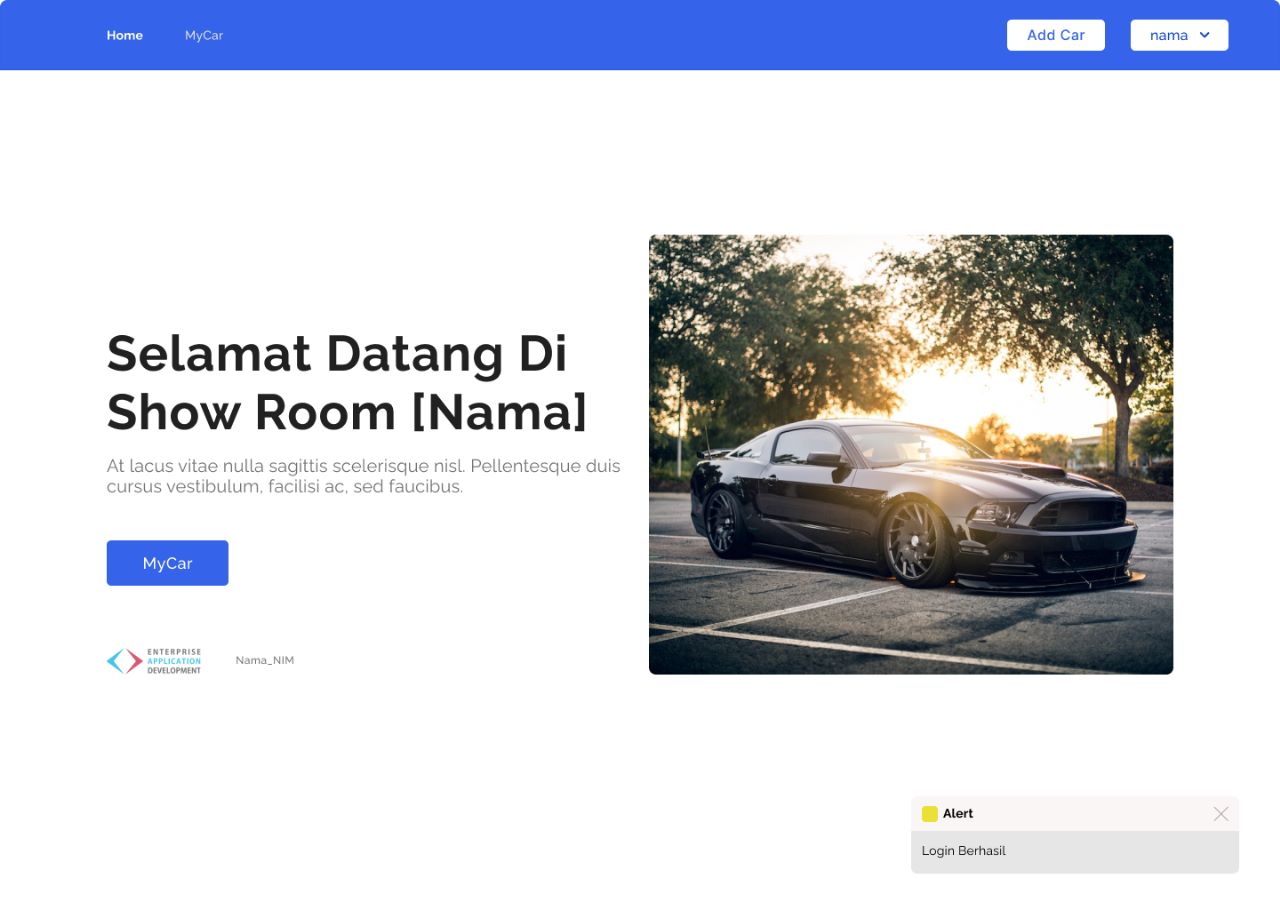 Home
MyCar
Add Car
nama
Selamat Datang Di
Show Room [Nama]
At lacus vitae nulla sagittis scelerisque nisl. Pellentesque duis
cursus vestibulum, facilisi ac, sed faucibus.
MyCar
ENTERPRISE
APPLICATION
DEVELOPMENT
Nama_NIM
Alert
Login Berhasil